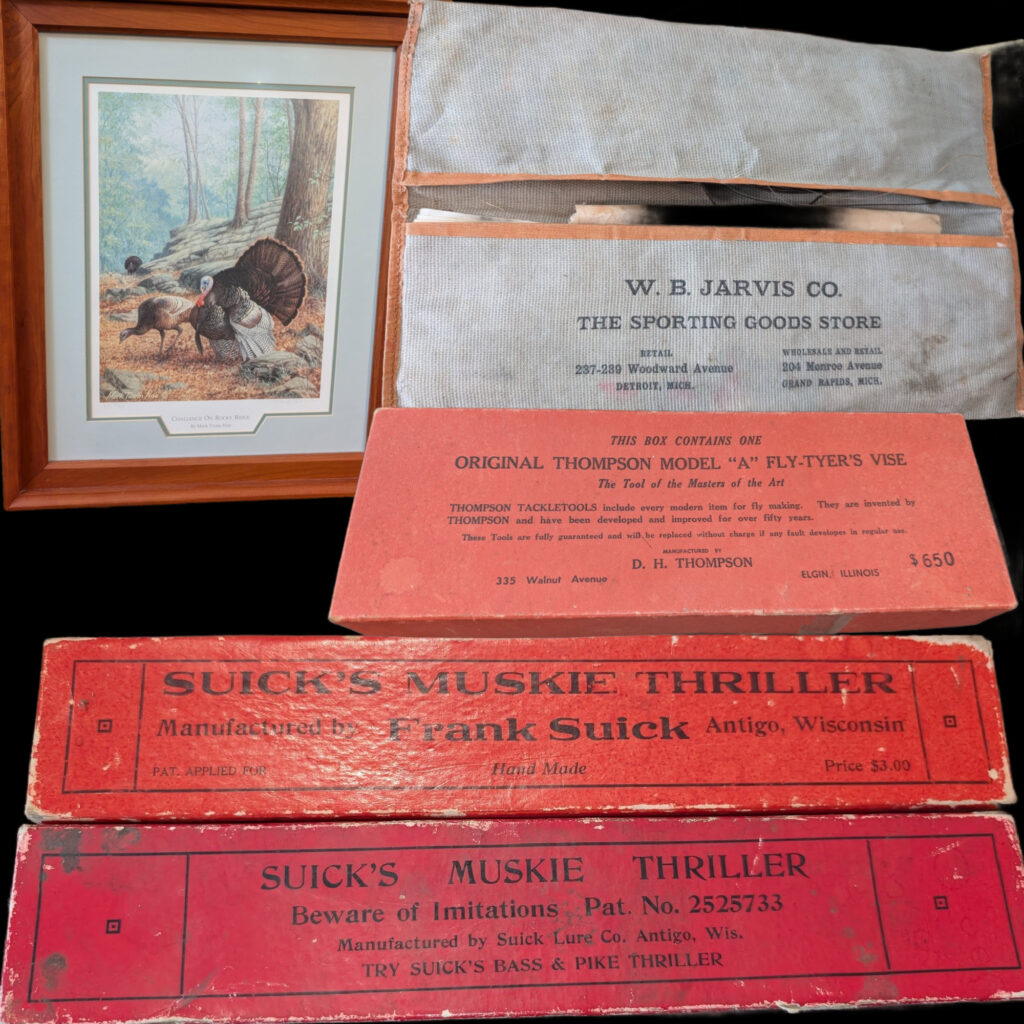 CHALLENGE ON ROCKY RIDGE
W. B. JARVIS CO.
THE SPORTING GOODS STORE
RETAIL
237-239 Woodward Avenue
DETROIT, MICH.
WHOLESALE AND RETAIL
204 Monroe Avenue
GRAND RAPIDS, MICH.
THIS BOX CONTAINS ONE
ORIGINAL THOMPSON MODEL "A" FLY-TYER'S VISE
The Tool of the Masters of the Art
THOMPSON TACKLETOOLS include every modern item for fly making. They are invented by
THOMPSON and have been developed and improved for over fifty years.
These Tools are fully guaranteed and will be replaced without charge if any fault developes in regular use.
MANUFACTURED BY
D. H. THOMPSON
335 Walnut Avenue
ELGIN, ILLINOIS
$650
SUICK'S MUSKIE THRILLER
Manufactured by Frank Suick Antigo, Wisconsin
PAT. APPLIED FOR
Hand Made
Price $3.00
SUICK'S MUSKIE THRILLER
Beware of Imitations Pat. No. 2525733
Manufactured by Suick Lure Co. Antigo, Wis.
TRY SUICK'S BASS & PIKE THRILLER